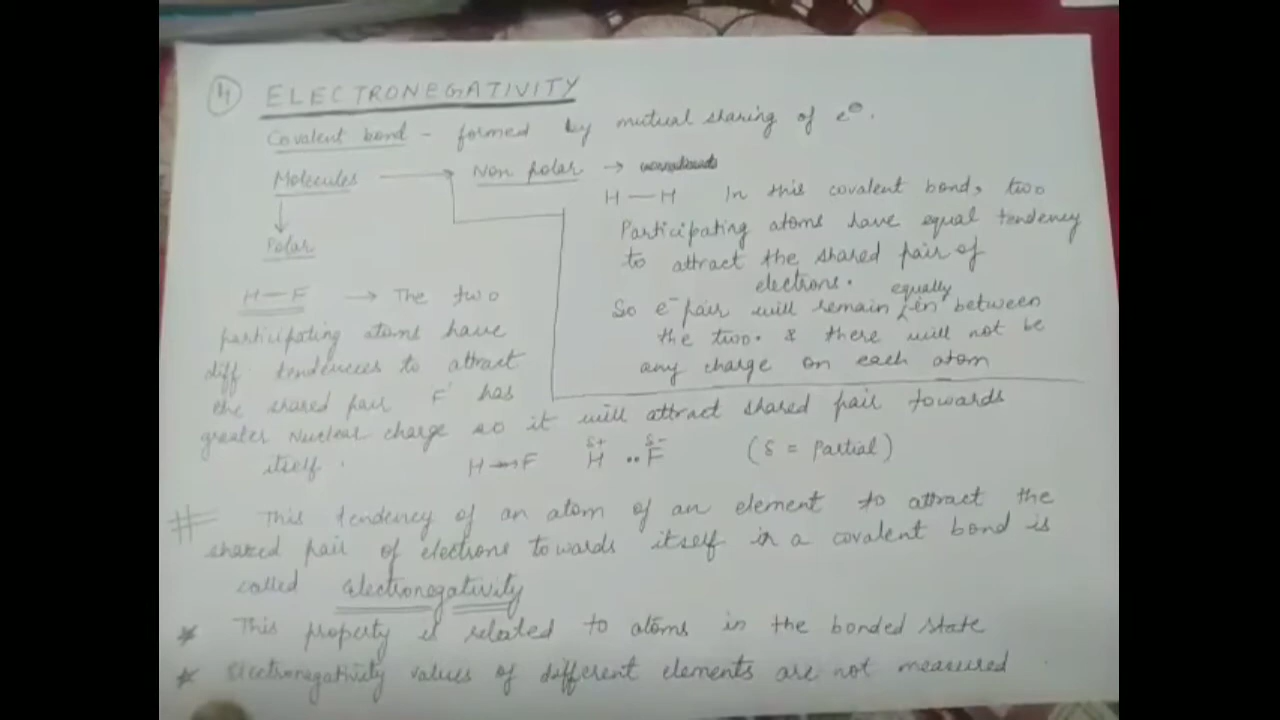 4 ELECTRONEGATIVITY
Covalent bond - formed by mutual sharing of e⊖.
Molecules → Non polar →
H — H In this covalent bond, two
Participating atoms have equal tendency
to attract the shared pair of
electrons.
equally
So e⁻ pair will remain in between
the two. & there will not be
any charge on each atom
Polar
H — F → The two
participating atoms have
diff tendencies to attract
the shared pair F has
greater Nuclear charge so it will attract shared pair towards
itself.
H → F δ+ H •• δ- F (δ = Partial)
# This tendency of an atom of an element to attract the
shared pair of electrons towards itself in a covalent bond is
called Electronegativity
* This property is related to atoms in the bonded state
* Electronegativity values of different elements are not measured